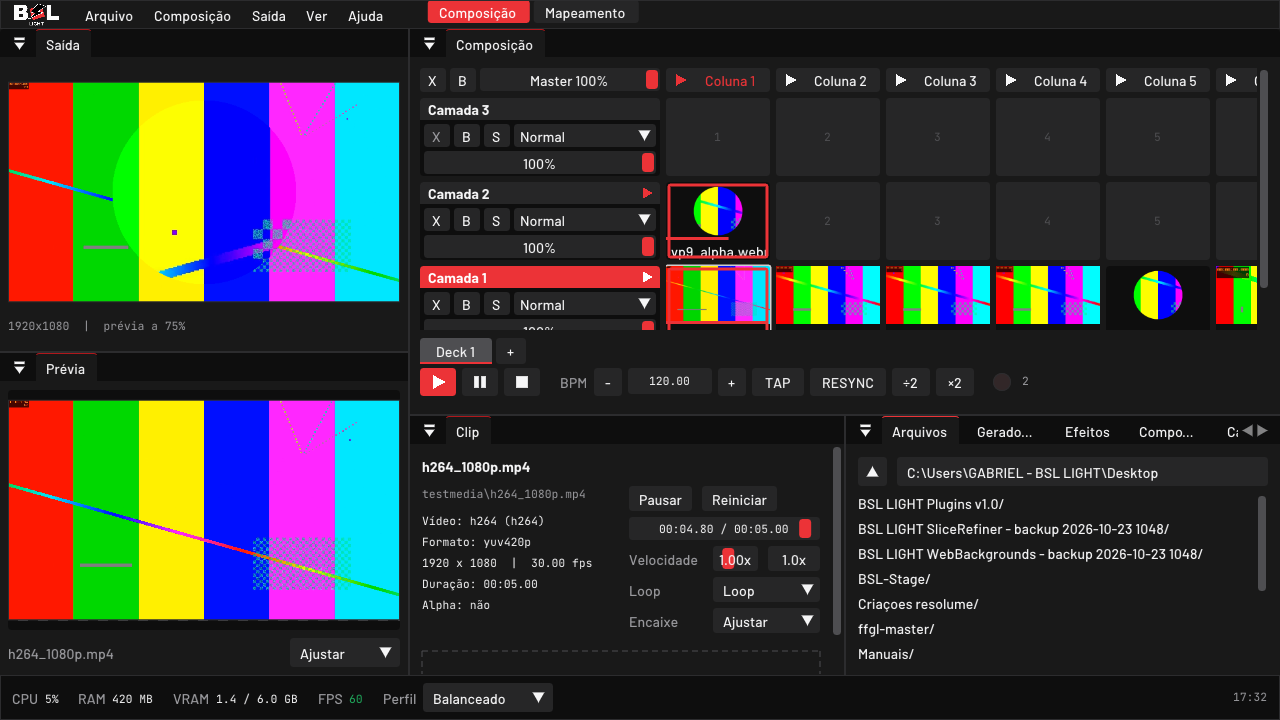 BSL LIGHT Arquivo Composição Saída Ver Ajuda Composição Mapeamento
Saída
1920x1080 | prévia a 75%
Prévia
h264_1080p.mp4 Ajustar
Composição
X B Master 100% Coluna 1 Coluna 2 Coluna 3 Coluna 4 Coluna 5
Camada 3
X B S Normal 1 2 3 4 5
100%
Camada 2
X B S Normal 2 3 4 5
100%
vp9_alpha.web
Camada 1
X B S Normal
100%
Deck 1 +
BPM - 120.00 + TAP RESYNC ÷2 ×2 2
Clip
h264_1080p.mp4
testmedia\h264_1080p.mp4
Vídeo: h264 (h264)
Formato: yuv420p
1920 x 1080 | 30.00 fps
Duração: 00:05.00
Alpha: não
Pausar Reiniciar
00:04.80 / 00:05.00
Velocidade 1.00x 1.0x
Loop Loop
Encaixe Ajustar
Arquivos Gerado... Efeitos Compo...
C:\Users\GABRIEL - BSL LIGHT\Desktop
BSL LIGHT Plugins v1.0/
BSL LIGHT SliceRefiner - backup 2026-10-23 1048/
BSL LIGHT WebBackgrounds - backup 2026-10-23 1048/
BSL-Stage/
Criaçoes resolume/
ffgl-master/
Manuais/
CPU 5% RAM 420 MB VRAM 1.4 / 6.0 GB FPS 60 Perfil Balanceado 17:32